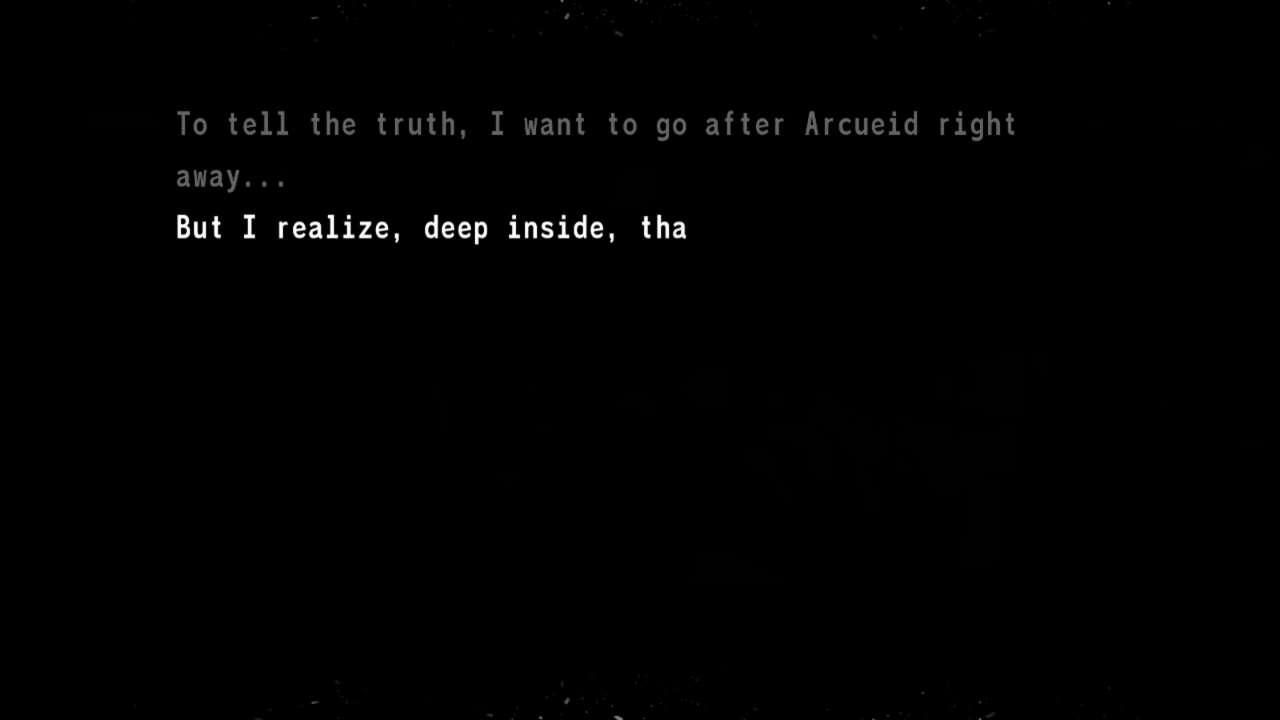 To tell the truth, I want to go after Arcueid right
away...
But I realize, deep inside, tha